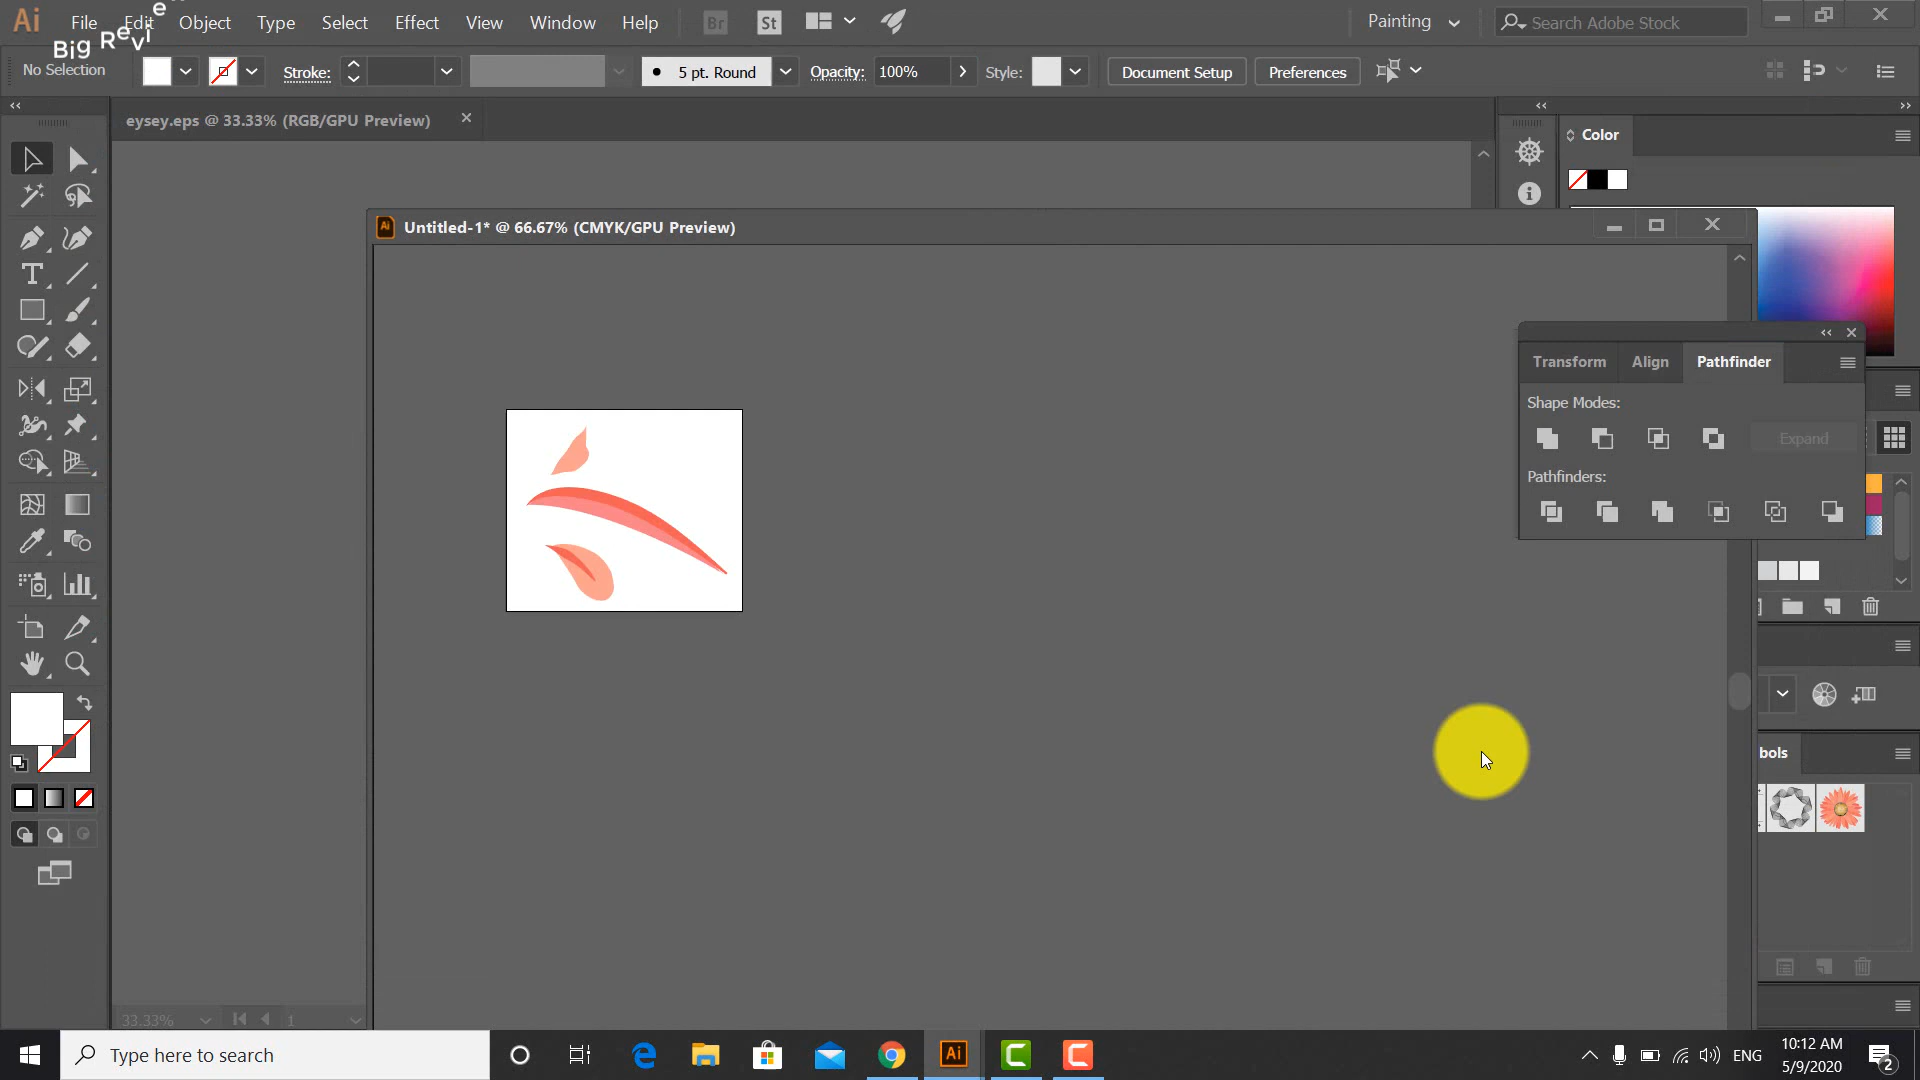 Ai File Edit Object Type Select Effect View Window Help Br St Painting Search Adobe Stock
Big Revie
No Selection Stroke: 5 pt. Round Opacity: 100% Style: Document Setup Preferences
eysey.eps @ 33.33% (RGB/GPU Preview)
Color
Ai Untitled-1* @ 66.67% (CMYK/GPU Preview)
Transform Align Pathfinder
Shape Modes:
Expand
Pathfinders:
bols
33.33% 1
Type here to search
Ai
ENG
10:12 AM
5/9/2020
2